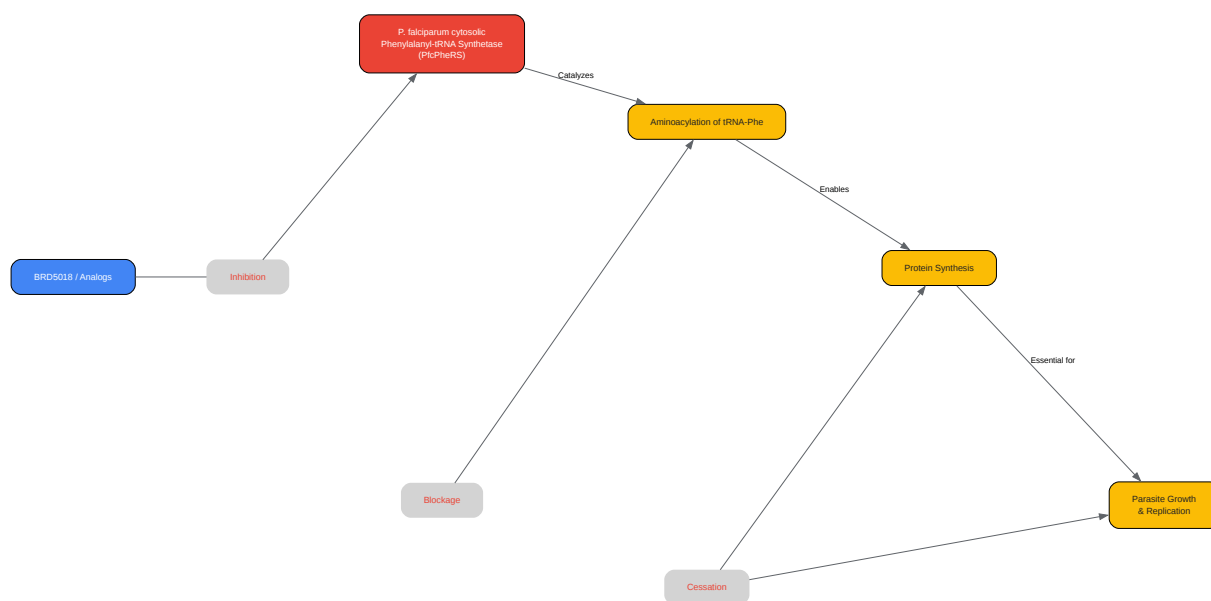 P. falciparum cytosolic
Phenylalanyl-tRNA Synthetase
(PfcPheRS)
Catalyzes
Aminoacylation of tRNA-Phe
Enables
Protein Synthesis
BRD5018 / Analogs
Inhibition
Essential for
Blockage
Parasite Growth
& Replication
Cessation